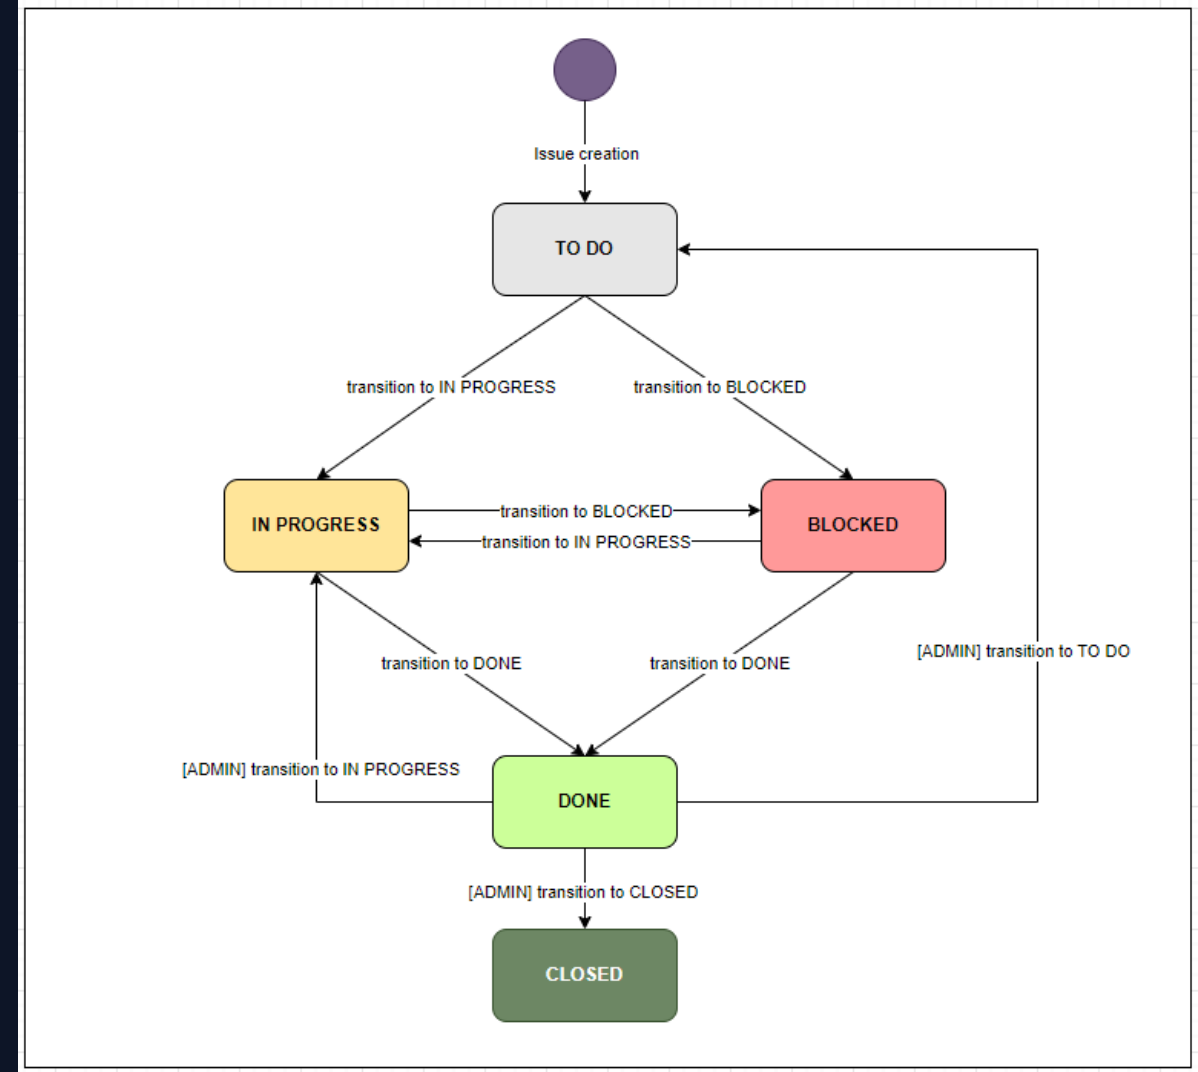 Issue creation
TO DO
transition to IN PROGRESS
transition to BLOCKED
IN PROGRESS
transition to BLOCKED
transition to IN PROGRESS
BLOCKED
transition to DONE
transition to DONE
[ADMIN] transition to TO DO
[ADMIN] transition to IN PROGRESS
DONE
[ADMIN] transition to CLOSED
CLOSED